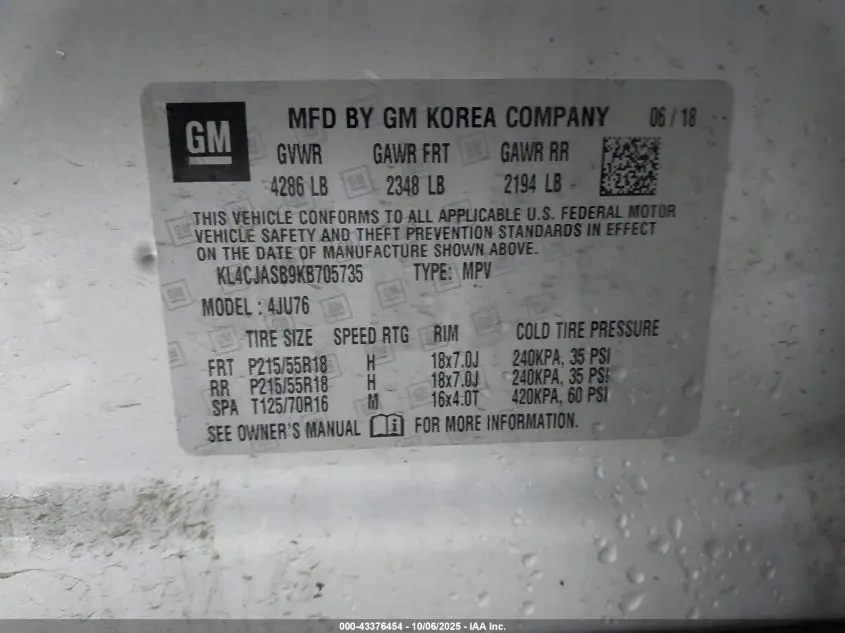 GM
MFD BY GM KOREA COMPANY 06 / 18
GVWR GAWR FRT GAWR RR
4286 LB 2348 LB 2194 LB
THIS VEHICLE CONFORMS TO ALL APPLICABLE U.S. FEDERAL MOTOR
VEHICLE SAFETY AND THEFT PREVENTION STANDARDS IN EFFECT
ON THE DATE OF MANUFACTURE SHOWN ABOVE.
KL4CJASB9KB705735 TYPE: MPV
MODEL : 4JU76
TIRE SIZE SPEED RTG RIM COLD TIRE PRESSURE
FRT P215/55R18 H 18x7.0J 240KPA, 35 PSI
RR P215/55R18 H 18x7.0J 240KPA, 35 PSI
SPA T125/70R16 M 16x4.0T 420KPA, 60 PSI
SEE OWNER'S MANUAL i FOR MORE INFORMATION.
000-43376454 - 10/06/2025 - IAA Inc.